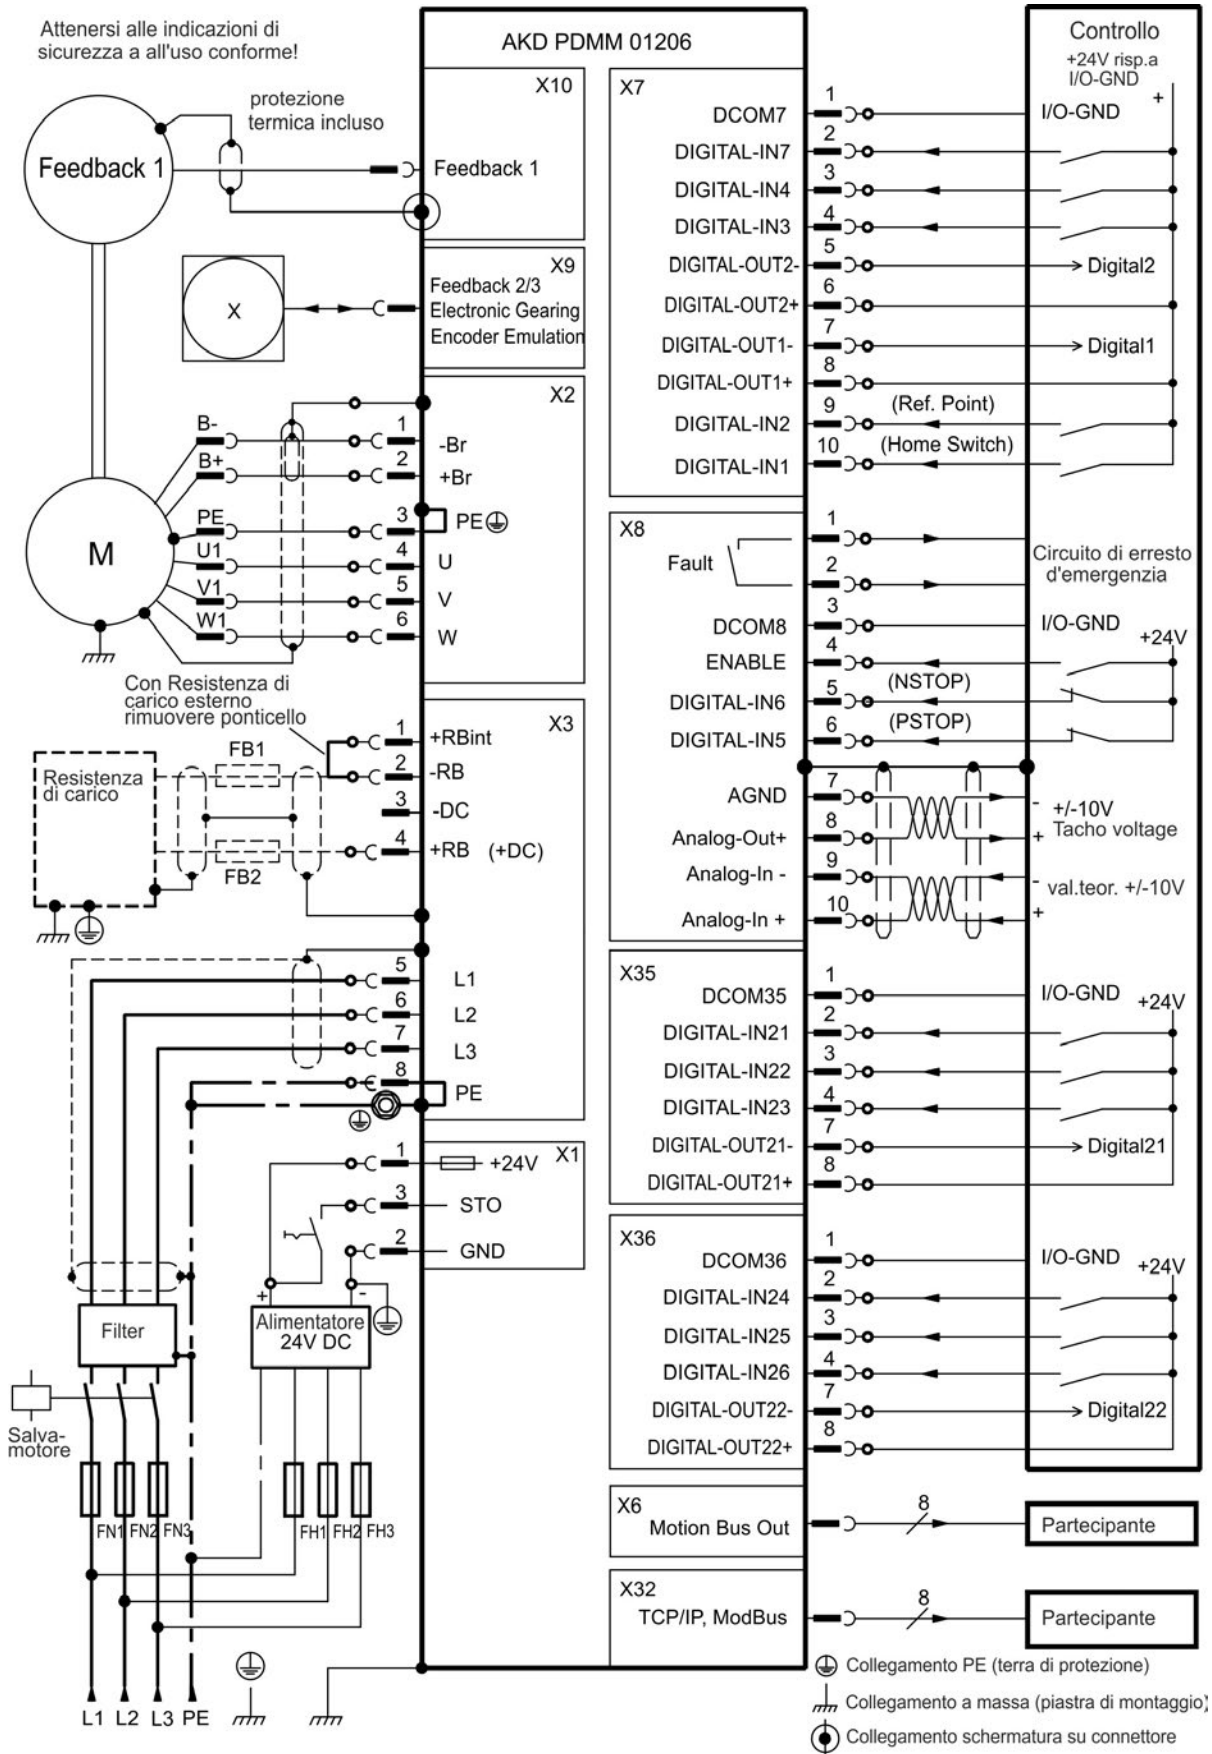 Attenersi alle indicazioni di
sicurezza a all'uso conforme!
AKD PDMM 01206
Controllo
+24V risp.a
I/O-GND
+
Feedback 1
protezione
termica incluso
X10
Feedback 1
X
X9
Feedback 2/3
Electronic Gearing
Encoder Emulation
X2
B-
1
-Br
B+
2
+Br
PE
3
PE
U1
4
U
V1
5
V
W1
6
W
M
Con Resistenza di
carico esterno
rimuovere ponticello
X3
1
+RBint
FB1
2
-RB
Resistenza
di carico
3
-DC
4
+RB (+DC)
FB2
5
L1
6
L2
7
L3
8
PE
X1
1
+24V
3
STO
2
GND
+
-
Filter
Alimentatore
24V DC
Salva-
motore
FN1
FN2
FN3
FH1
FH2
FH3
L1
L2
L3
PE
X7
DCOM7
1
I/O-GND
DIGITAL-IN7
2
DIGITAL-IN4
3
DIGITAL-IN3
4
DIGITAL-OUT2-
5
Digital2
DIGITAL-OUT2+
6
DIGITAL-OUT1-
7
Digital1
DIGITAL-OUT1+
8
DIGITAL-IN2
9
(Ref. Point)
DIGITAL-IN1
10
(Home Switch)
X8
Fault
1
2
Circuito di erresto
d'emergenzia
DCOM8
3
I/O-GND
+24V
ENABLE
4
DIGITAL-IN6
5
(NSTOP)
DIGITAL-IN5
6
(PSTOP)
AGND
7
-
+/-10V
Tacho voltage
Analog-Out+
8
+
Analog-In -
9
-
val.teor. +/-10V
Analog-In +
10
+
X35
DCOM35
1
I/O-GND
+24V
DIGITAL-IN21
2
DIGITAL-IN22
3
DIGITAL-IN23
4
DIGITAL-OUT21-
7
Digital21
DIGITAL-OUT21+
8
X36
DCOM36
1
I/O-GND
+24V
DIGITAL-IN24
2
DIGITAL-IN25
3
DIGITAL-IN26
4
DIGITAL-OUT22-
7
Digital22
DIGITAL-OUT22+
8
X6
Motion Bus Out
8
Partecipante
X32
TCP/IP, ModBus
8
Partecipante
Collegamento PE (terra di protezione)
Collegamento a massa (piastra di montaggio)
Collegamento schermatura su connettore